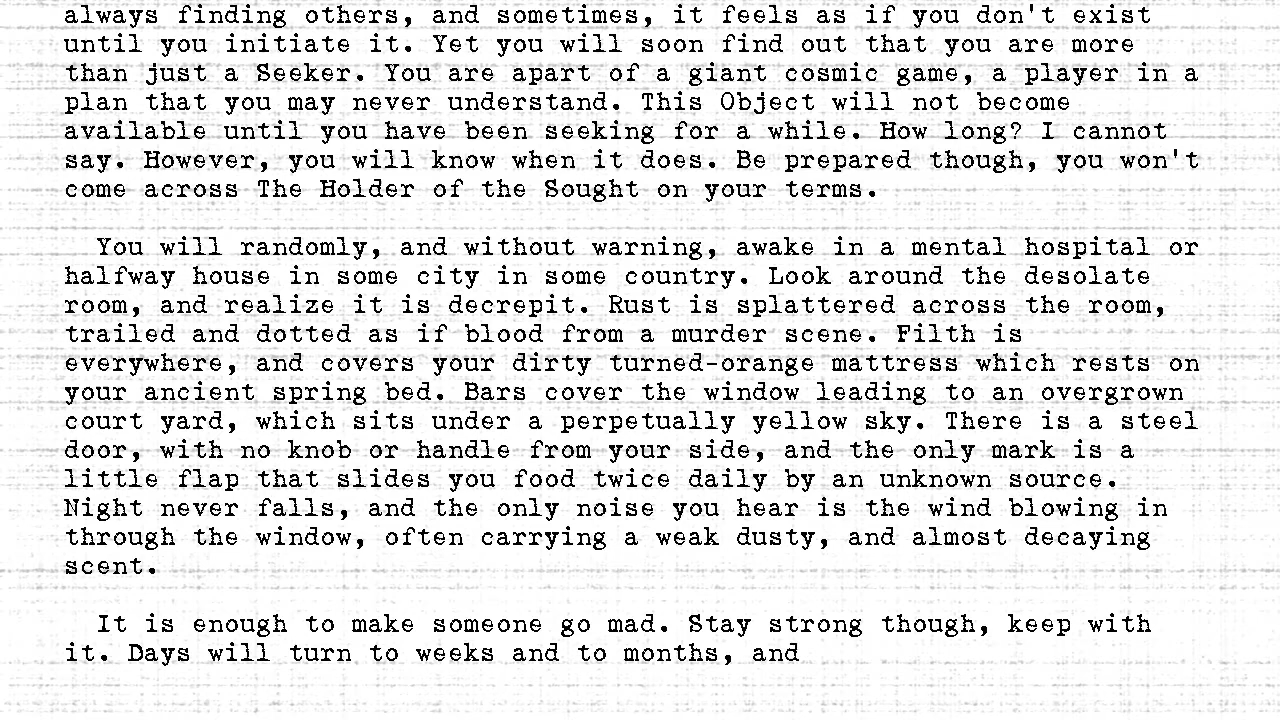 always finding others, and sometimes, it feels as if you don't exist
until you initiate it. Yet you will soon find out that you are more
than just a Seeker. You are apart of a giant cosmic game, a player in a
plan that you may never understand. This Object will not become
available until you have been seeking for a while. How long? I cannot
say. However, you will know when it does. Be prepared though, you won't
come across The Holder of the Sought on your terms.
You will randomly, and without warning, awake in a mental hospital or
halfway house in some city in some country. Look around the desolate
room, and realize it is decrepit. Rust is splattered across the room,
trailed and dotted as if blood from a murder scene. Filth is
everywhere, and covers your dirty turned-orange mattress which rests on
your ancient spring bed. Bars cover the window leading to an overgrown
court yard, which sits under a perpetually yellow sky. There is a steel
door, with no knob or handle from your side, and the only mark is a
little flap that slides you food twice daily by an unknown source.
Night never falls, and the only noise you hear is the wind blowing in
through the window, often carrying a weak dusty, and almost decaying
scent.
It is enough to make someone go mad. Stay strong though, keep with
it. Days will turn to weeks and to months, and